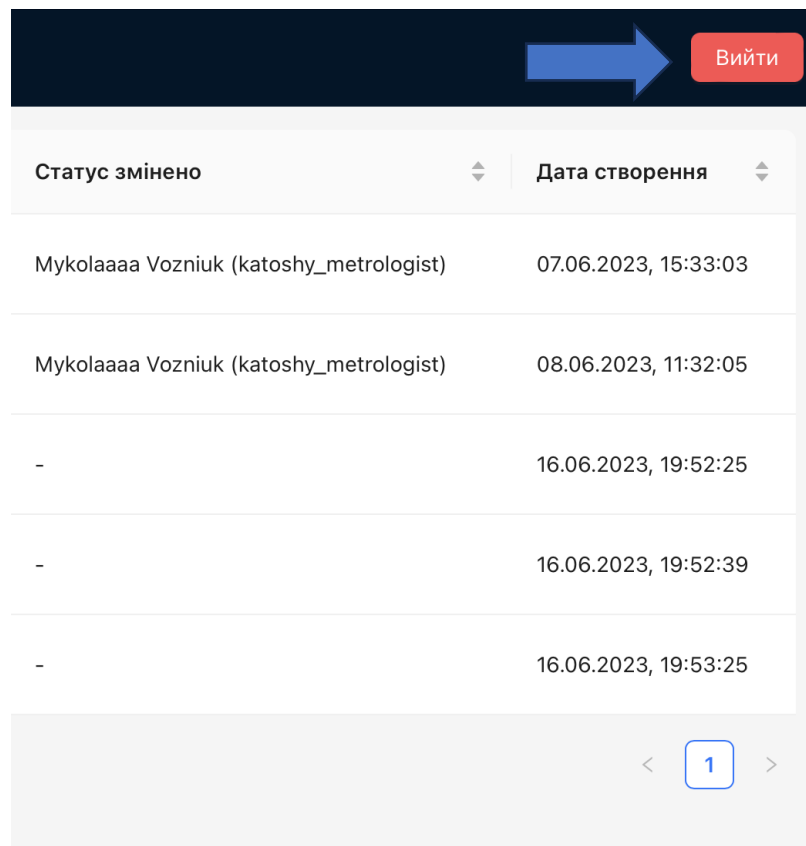 Вийти
Статус змінено Дата створення
Mykolaaaa Vozniuk (katoshy_metrologist) 07.06.2023, 15:33:03
Mykolaaaa Vozniuk (katoshy_metrologist) 08.06.2023, 11:32:05
- 16.06.2023, 19:52:25
- 16.06.2023, 19:52:39
- 16.06.2023, 19:53:25
< 1 >